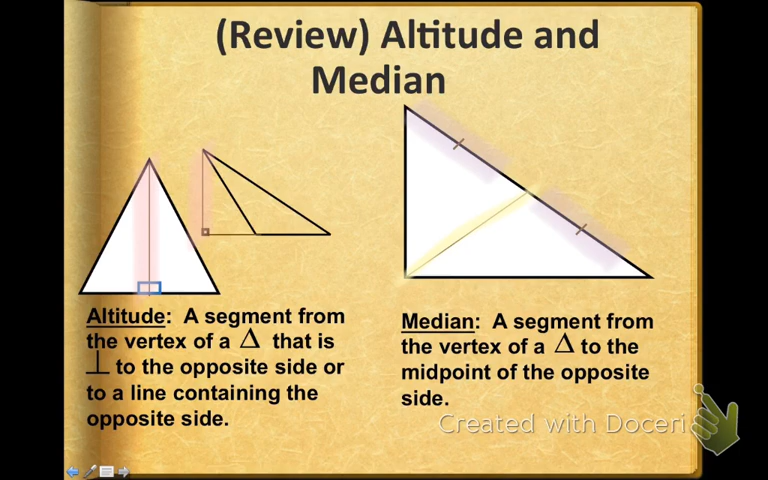 (Review) Altitude and
Median
Altitude: A segment from
the vertex of a Δ that is
⊥ to the opposite side or
to a line containing the
opposite side.
Median: A segment from
the vertex of a Δ to the
midpoint of the opposite
side.
Created with Doceri